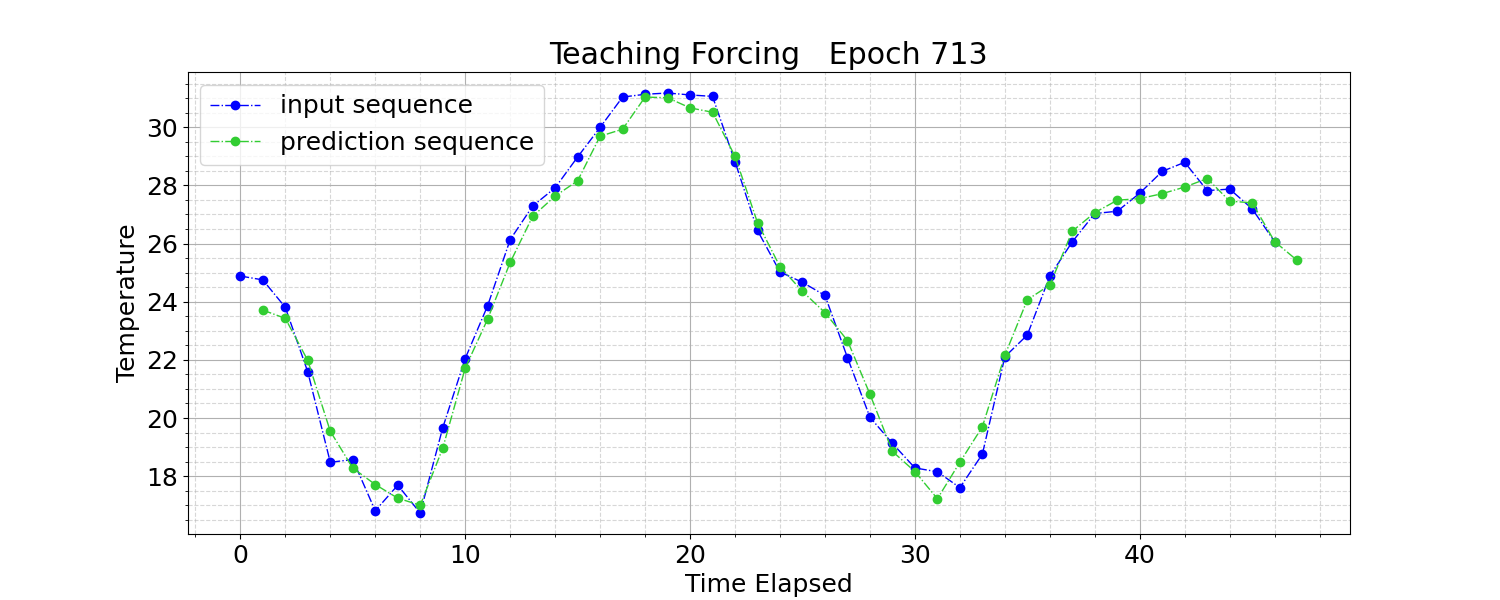 Teaching Forcing   Epoch 713
input sequence
prediction sequence
30
28
26
24
22
20
18
Temperature
0 10 20 30 40
Time Elapsed